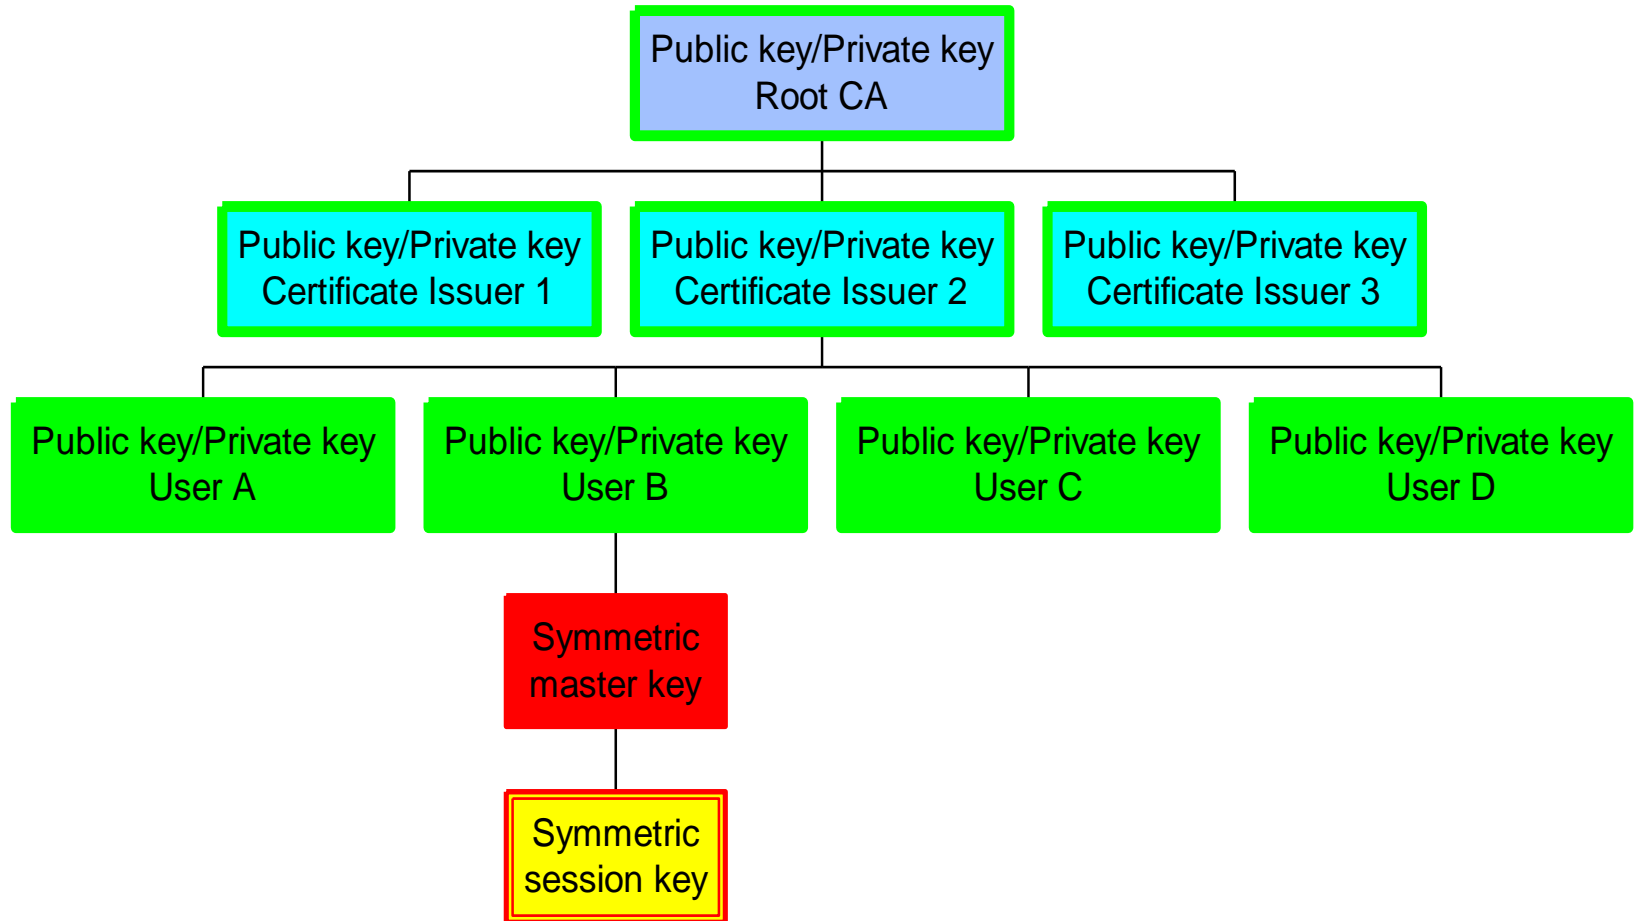 Public key/Private key
Root CA
Public key/Private key
Certificate Issuer 1
Public key/Private key
Certificate Issuer 2
Public key/Private key
Certificate Issuer 3
Public key/Private key
User A
Public key/Private key
User B
Public key/Private key
User C
Public key/Private key
User D
Symmetric
master key
Symmetric
session key